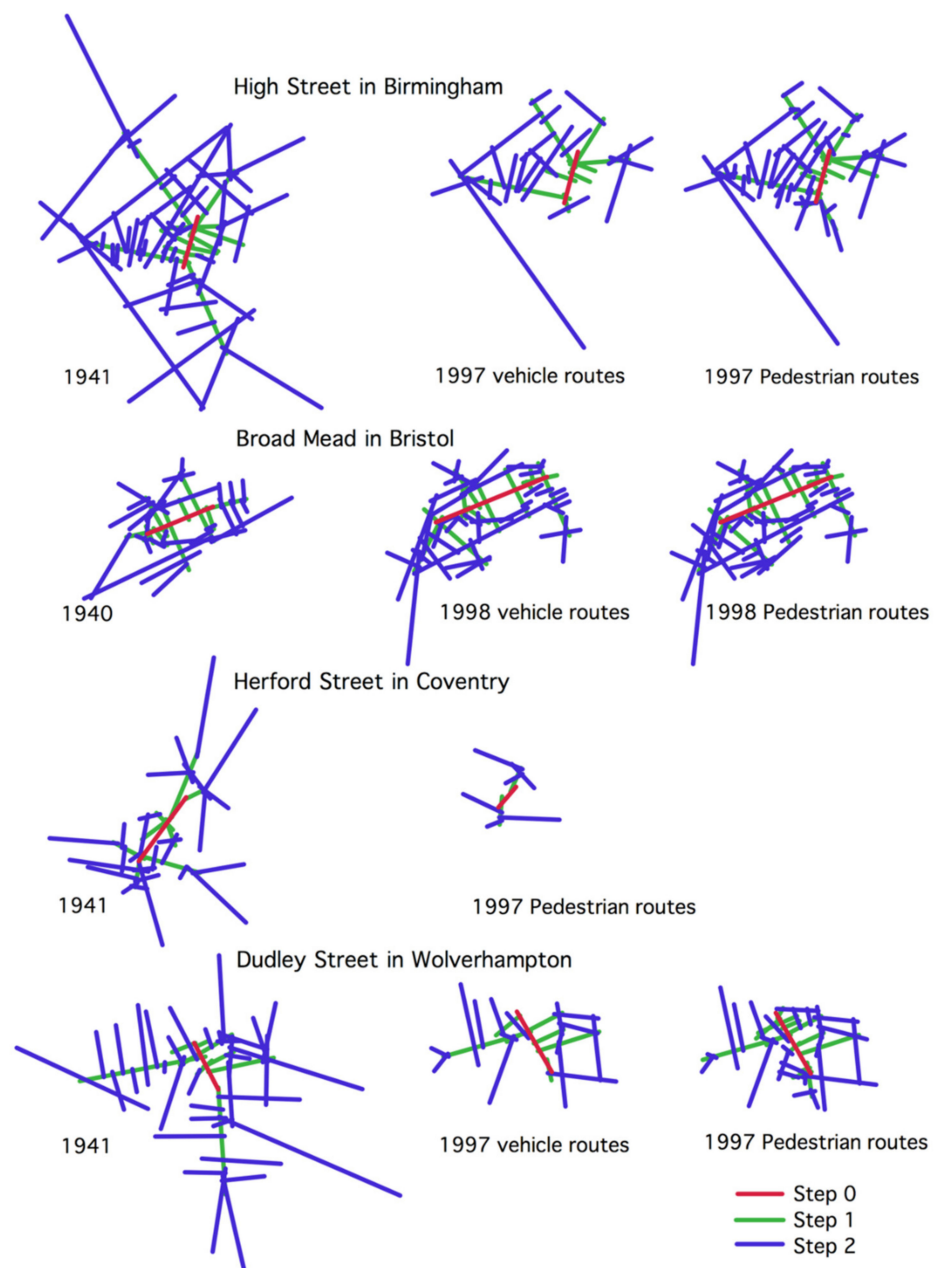 High Street in Birmingham
1941
1997 vehicle routes
1997 Pedestrian routes
Broad Mead in Bristol
1940
1998 vehicle routes
1998 Pedestrian routes
Herford Street in Coventry
1941
1997 Pedestrian routes
Dudley Street in Wolverhampton
1941
1997 vehicle routes
1997 Pedestrian routes
Step 0
Step 1
Step 2